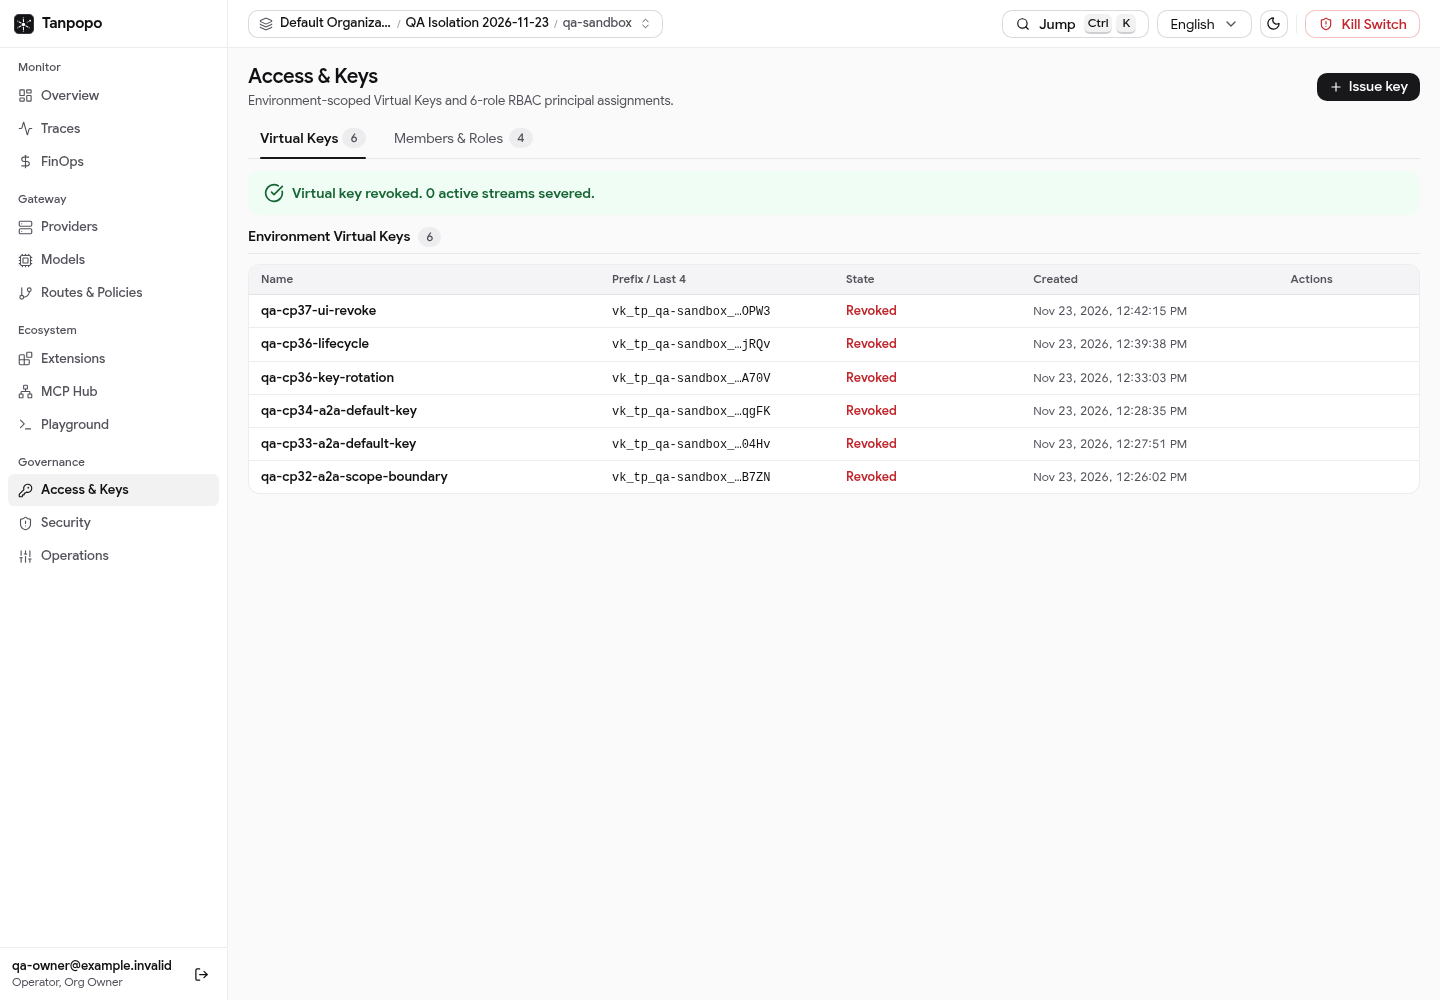 Tanpopo
Default Organiza... / QA Isolation 2026-11-23 / qa-sandbox
Jump Ctrl K
English
Kill Switch
Monitor
Overview
Traces
FinOps
Gateway
Providers
Models
Routes & Policies
Ecosystem
Extensions
MCP Hub
Playground
Governance
Access & Keys
Security
Operations
qa-owner@example.invalid
Operator, Org Owner
Access & Keys
Environment-scoped Virtual Keys and 6-role RBAC principal assignments.
Issue key
Virtual Keys 6
Members & Roles 4
Virtual key revoked. 0 active streams severed.
Environment Virtual Keys 6
Name Prefix / Last 4 State Created Actions
qa-cp37-ui-revoke vk_tp_qa-sandbox_…OPW3 Revoked Nov 23, 2026, 12:42:15 PM
qa-cp36-lifecycle vk_tp_qa-sandbox_…jRQv Revoked Nov 23, 2026, 12:39:38 PM
qa-cp36-key-rotation vk_tp_qa-sandbox_…A70V Revoked Nov 23, 2026, 12:33:03 PM
qa-cp34-a2a-default-key vk_tp_qa-sandbox_…qgFK Revoked Nov 23, 2026, 12:28:35 PM
qa-cp33-a2a-default-key vk_tp_qa-sandbox_…04Hv Revoked Nov 23, 2026, 12:27:51 PM
qa-cp32-a2a-scope-boundary vk_tp_qa-sandbox_…B7ZN Revoked Nov 23, 2026, 12:26:02 PM